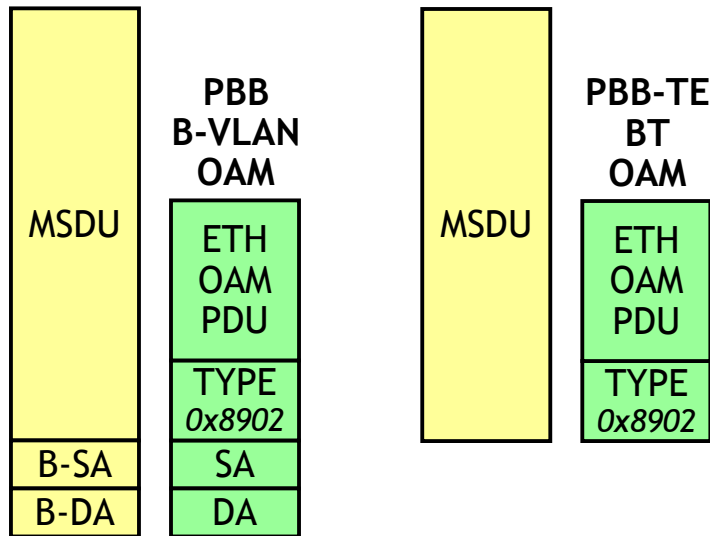 MSDU
B-SA
B-DA
PBB
B-VLAN
OAM
ETH
OAM
PDU
TYPE
0x8902
SA
DA
MSDU
PBB-TE
BT
OAM
ETH
OAM
PDU
TYPE
0x8902